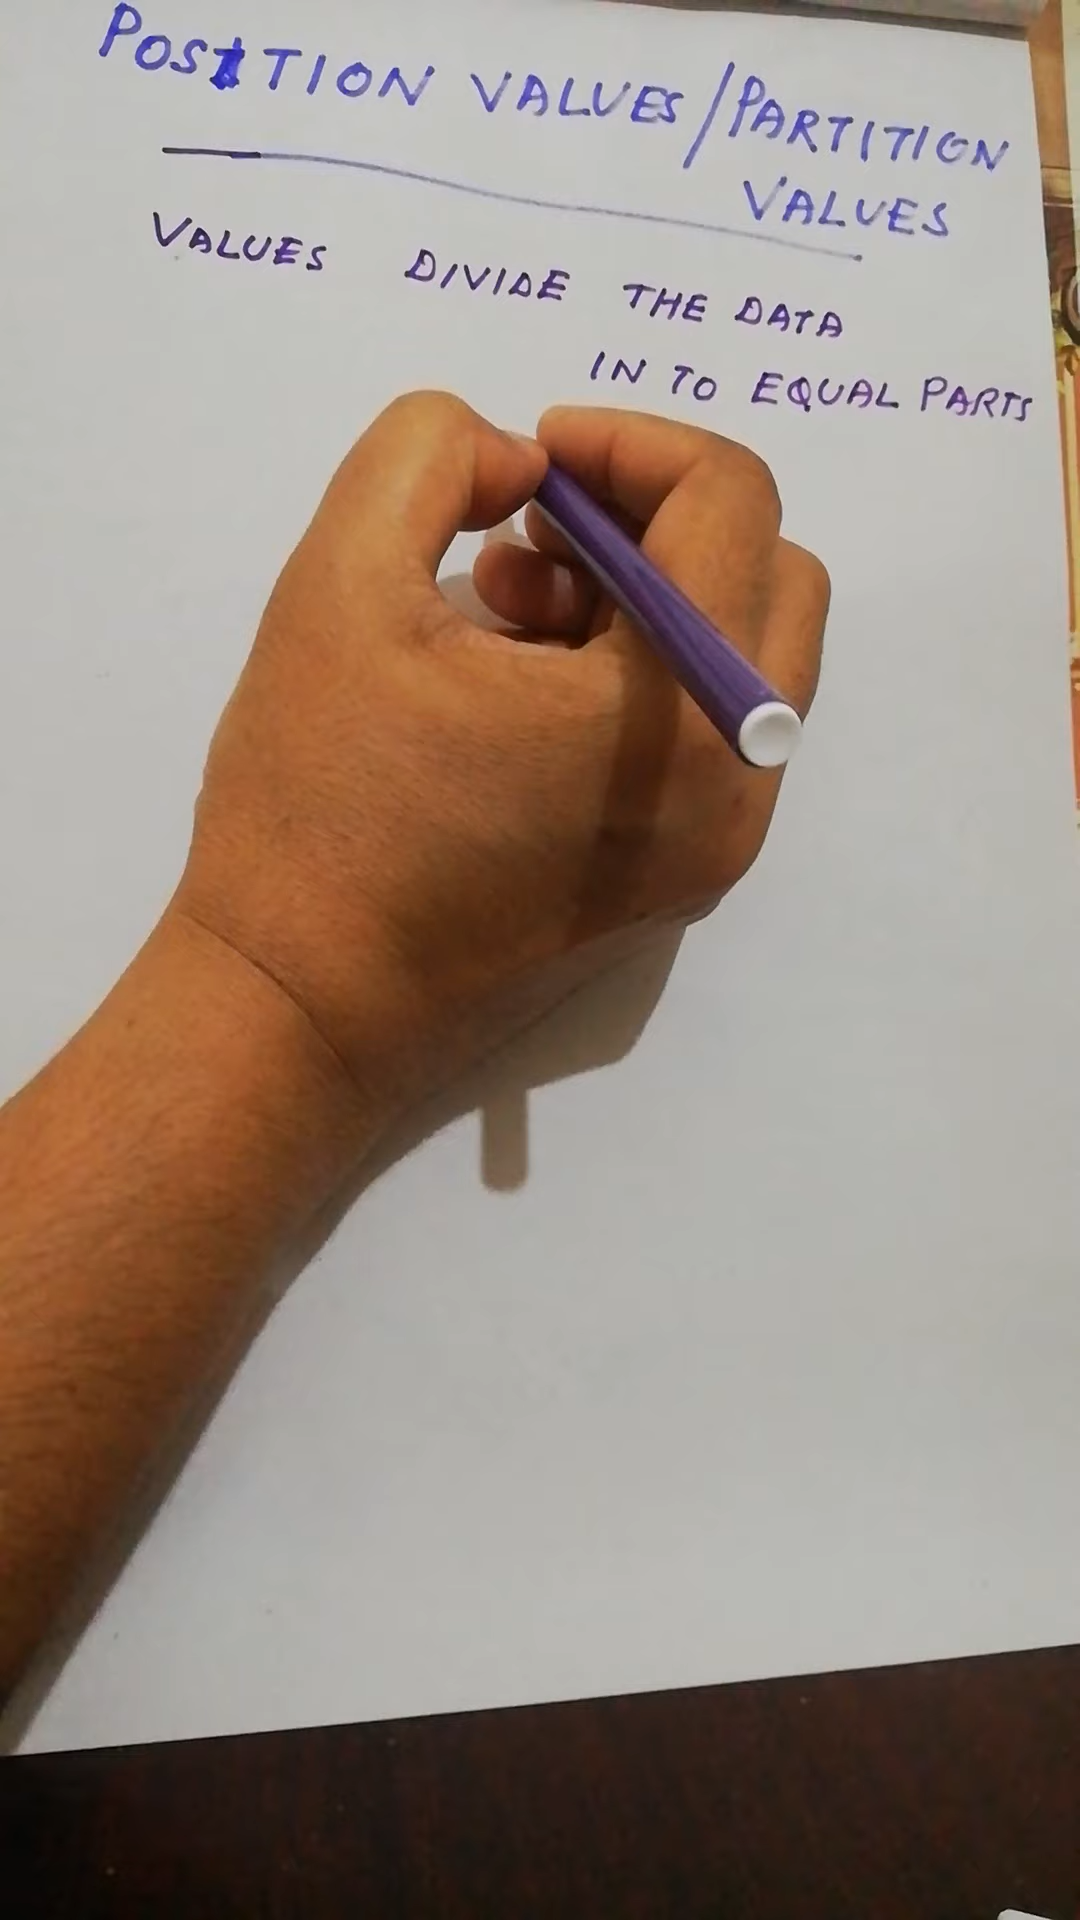 POSITION VALUES/PARTITION
VALUES
VALUES DIVIDE THE DATA
IN TO EQUAL PARTS